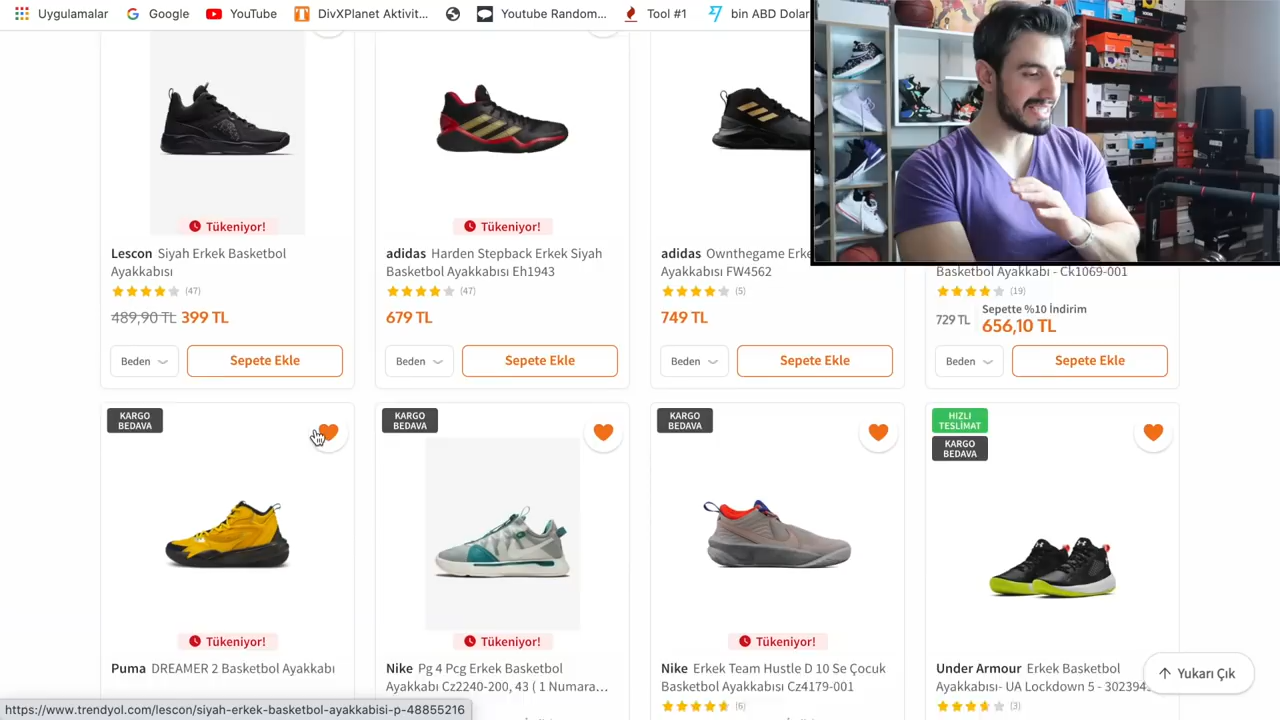 Uygulamalar
Google
YouTube
DivXPlanet Aktivit...
Youtube Random...
Tool #1
bin ABD Dolar
Tükeniyor!
Tükeniyor!
Lescon Siyah Erkek Basketbol
Ayakkabısı
(47)
489,90 TL 399 TL
Beden
Sepete Ekle
adidas Harden Stepback Erkek Siyah
Basketbol Ayakkabısı Eh1943
(47)
679 TL
Beden
Sepete Ekle
adidas Ownthegame Erke
Ayakkabısı FW4562
(5)
749 TL
Beden
Sepete Ekle
Basketbol Ayakkabı - Ck1069-001
(19)
729 TL
Sepette %10 İndirim
656,10 TL
Beden
Sepete Ekle
KARGO
BEDAVA
KARGO
BEDAVA
KARGO
BEDAVA
HIZLI
TESLİMAT
KARGO
BEDAVA
Tükeniyor!
Tükeniyor!
Tükeniyor!
Puma DREAMER 2 Basketbol Ayakkabı
Nike Pg 4 Pcg Erkek Basketbol
Ayakkabı Cz2240-200, 43 ( 1 Numara...
Nike Erkek Team Hustle D 10 Se Çocuk
Basketbol Ayakkabısı Cz4179-001
(6)
Under Armour Erkek Basketbol
Ayakkabısı- UA Lockdown 5 - 302394
(3)
Yukarı Çık
https://www.trendyol.com/lescon/siyah-erkek-basketbol-ayakkabisi-p-48855216